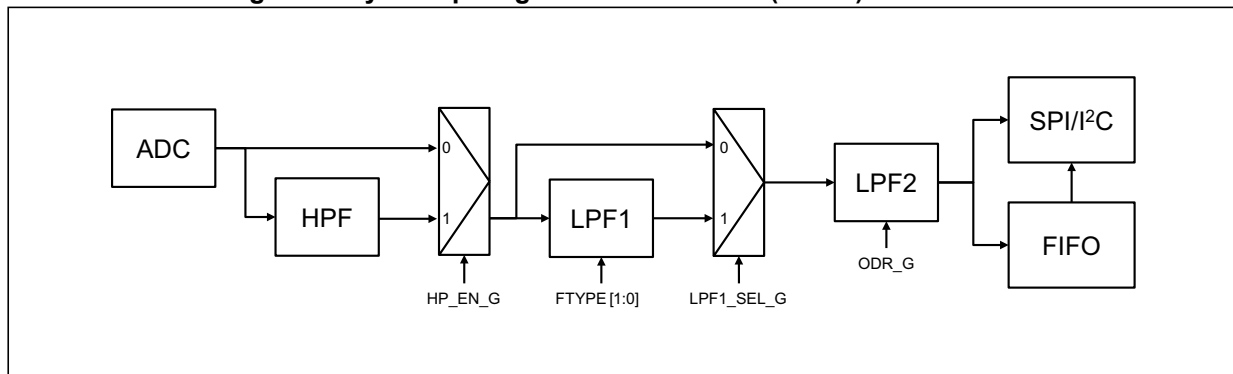 ADC
HPF
0
1
HP_EN_G
LPF1
FTYPE [1:0]
0
1
LPF1_SEL_G
LPF2
ODR_G
SPI/I²C
FIFO